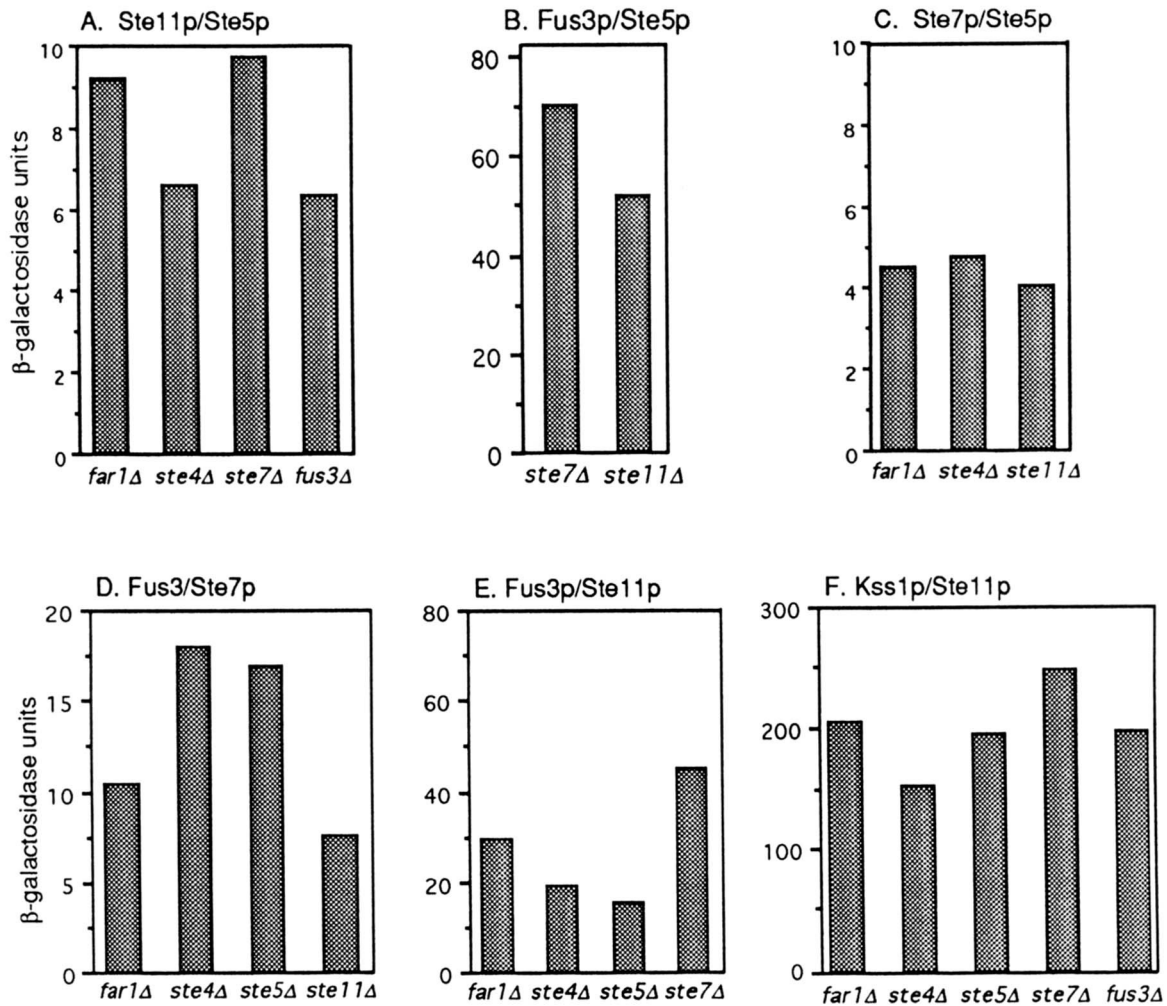 A. Ste11p/Ste5p
β-galactosidase units
10
8
6
4
2
0
far1Δ ste4Δ ste7Δ fus3Δ
B. Fus3p/Ste5p
80
60
40
20
0
ste7Δ ste11Δ
C. Ste7p/Ste5p
10
8
6
4
2
0
far1Δ ste4Δ ste11Δ
D. Fus3/Ste7p
β-galactosidase units
20
15
10
5
0
far1Δ ste4Δ ste5Δ ste11Δ
E. Fus3p/Ste11p
80
60
40
20
0
far1Δ ste4Δ ste5Δ ste7Δ
F. Kss1p/Ste11p
300
200
100
0
far1Δ ste4Δ ste5Δ ste7Δ fus3Δ